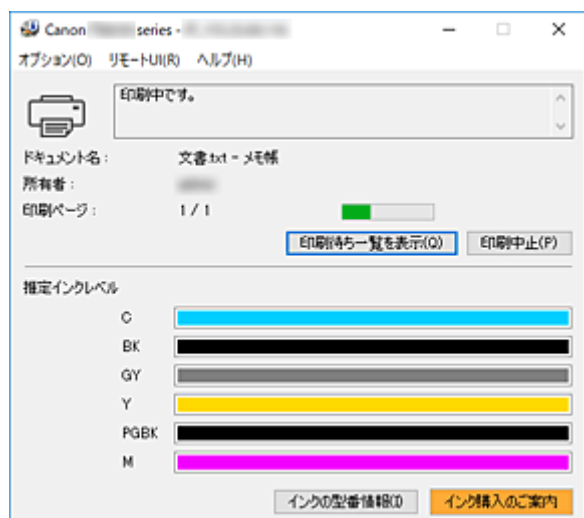 Canon series -
オプション(O) リモートUI(R) ヘルプ(H)
印刷中です。
ドキュメント名 : 文書.txt - メモ帳
所有者 :
印刷ページ : 1 / 1
印刷待ち一覧を表示(Q) 印刷中止(P)
推定インクレベル
C
BK
GY
Y
PGBK
M
インクの型番情報(I) インク購入のご案内